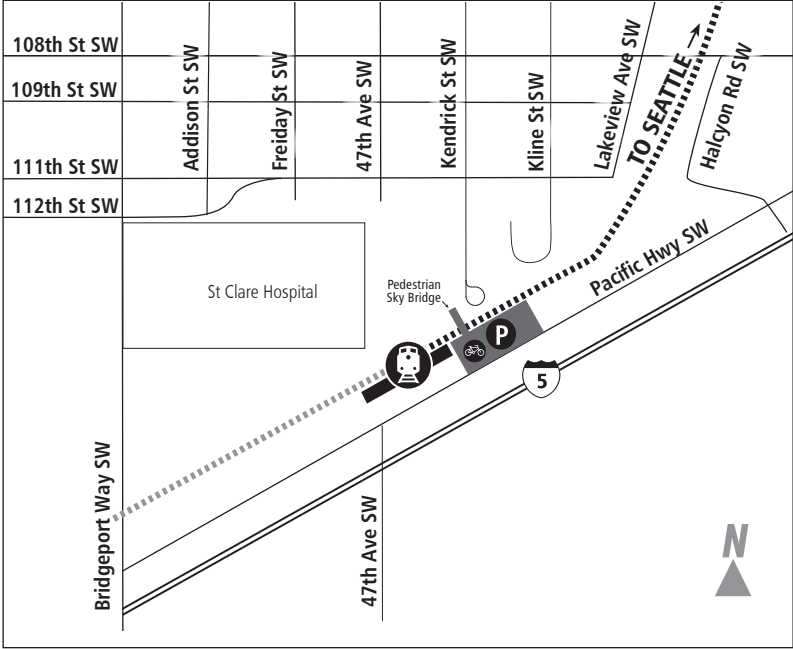 108th St SW
109th St SW
111th St SW
112th St SW
Addison St SW
Freiday St SW
47th Ave SW
Kendrick St SW
Kline St SW
Lakeview Ave SW
TO SEATTLE
Halcyon Rd SW
Pacific Hwy SW
St Clare Hospital
Pedestrian
Sky Bridge
P
5
Bridgeport Way SW
47th Ave SW
N